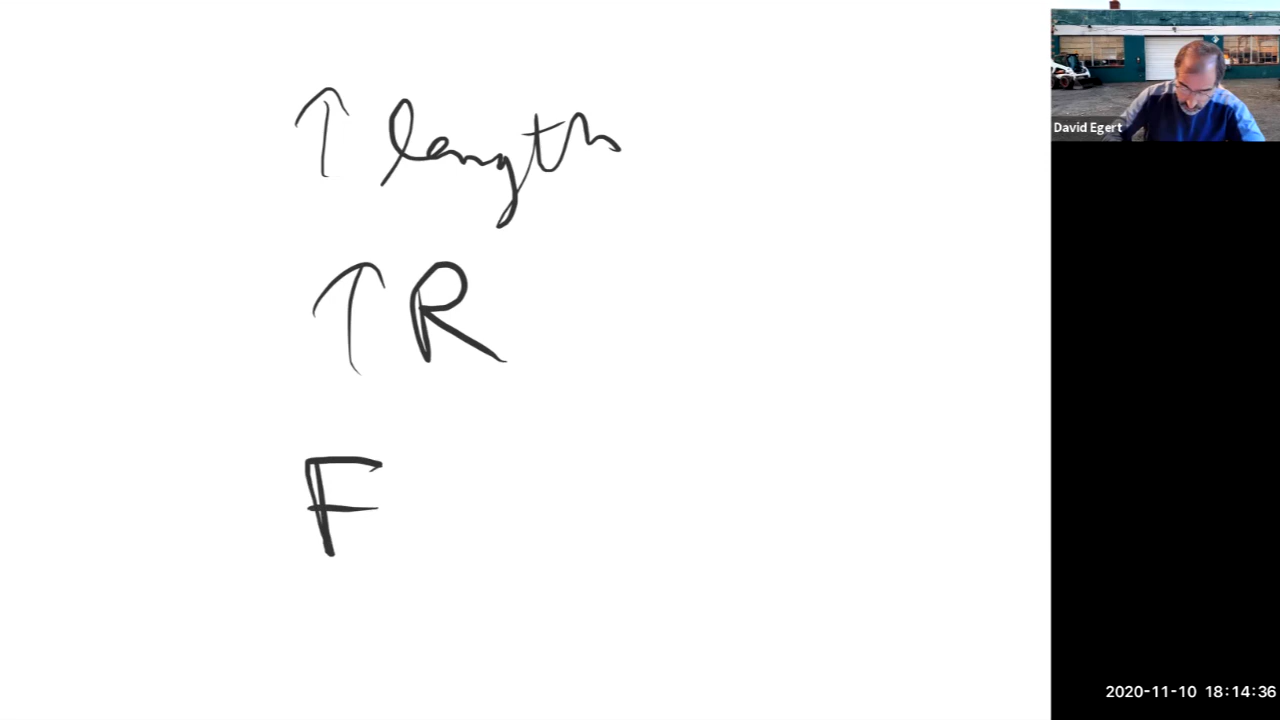 ↑ length
↑ R
F
David Egert
2020-11-10 18:14:36